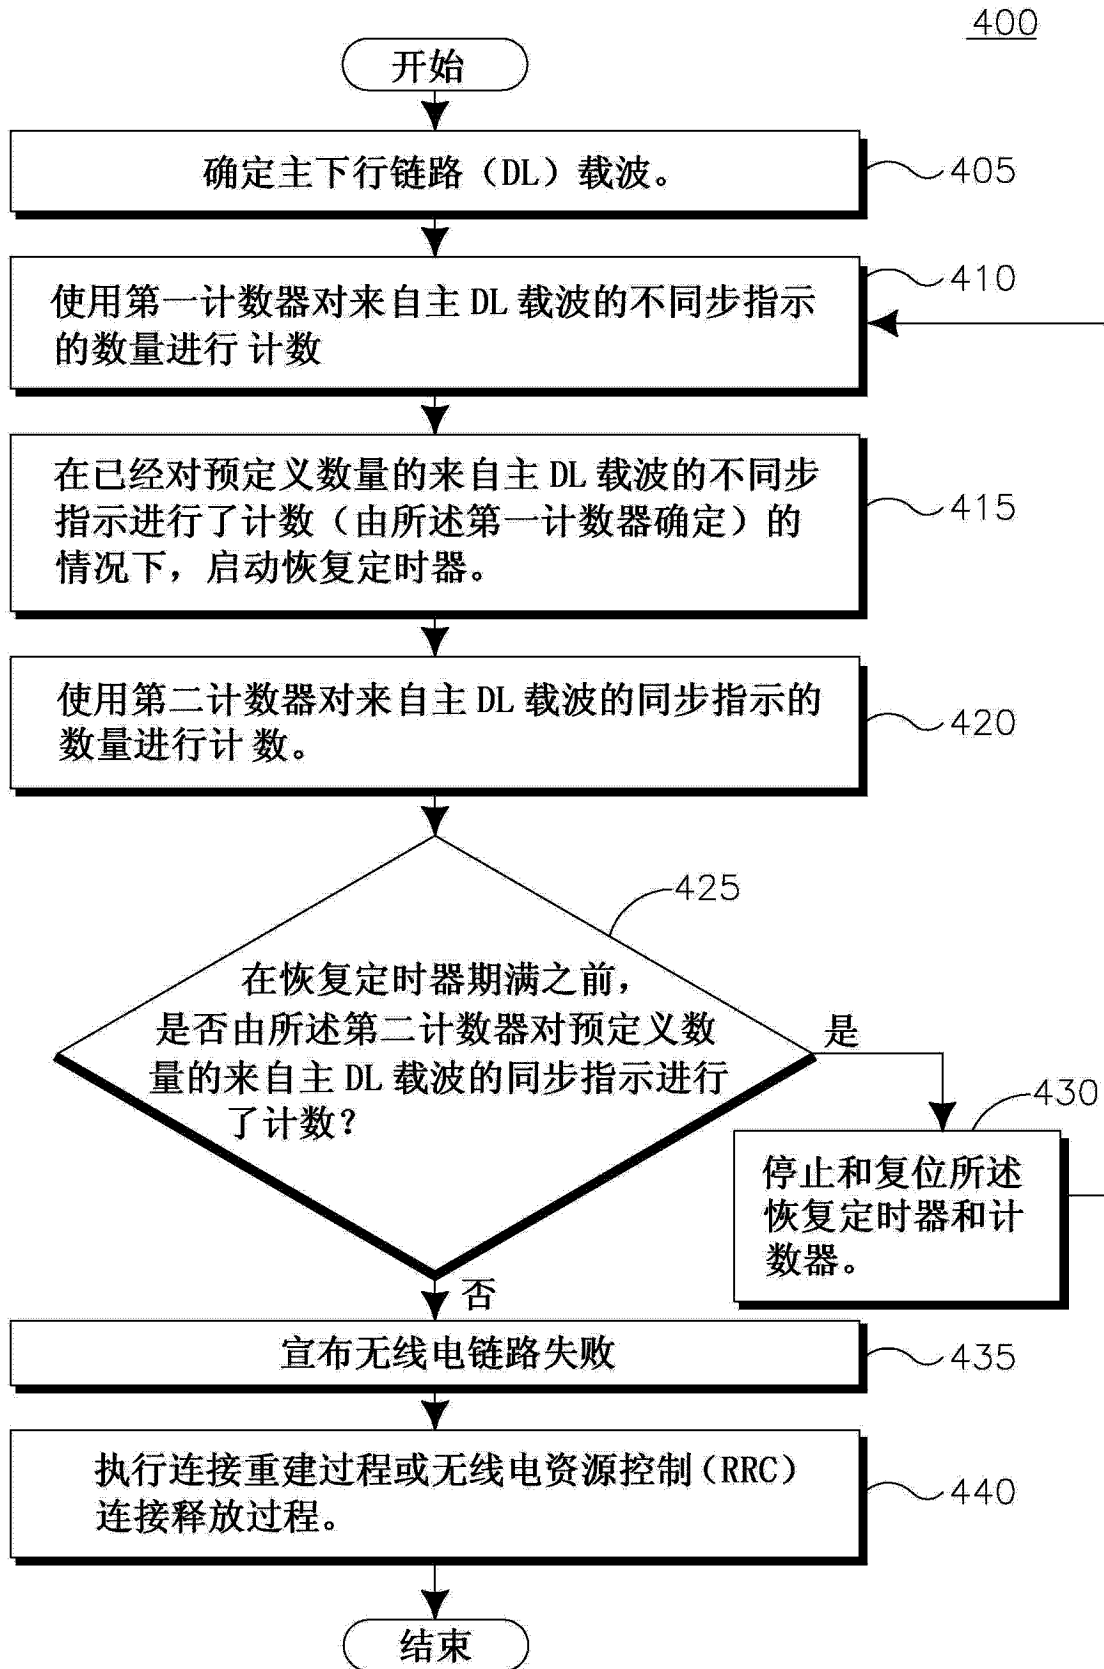 400
开始
确定主下行链路（DL）载波。
405
使用第一计数器对来自主 DL 载波的不同步指示
的数量进行 计数
410
在已经对预定义数量的来自主 DL 载波的不同步
指示进行了计数（由所述第一计数器确定）的
情况下，启动恢复定时器。
415
使用第二计数器对来自主 DL 载波的同步指示的
数量进行计 数。
420
425
在恢复定时器期满之前，
是否由所述第二计数器对预定义数
量的来自主 DL 载波的同步指示进行
了计数？
是
430
停止和复位所述
恢复定时器和计
数器。
否
宣布无线电链路失败
435
执行连接重建过程或无线电资源控制（RRC）
连接释放过程。
440
结束